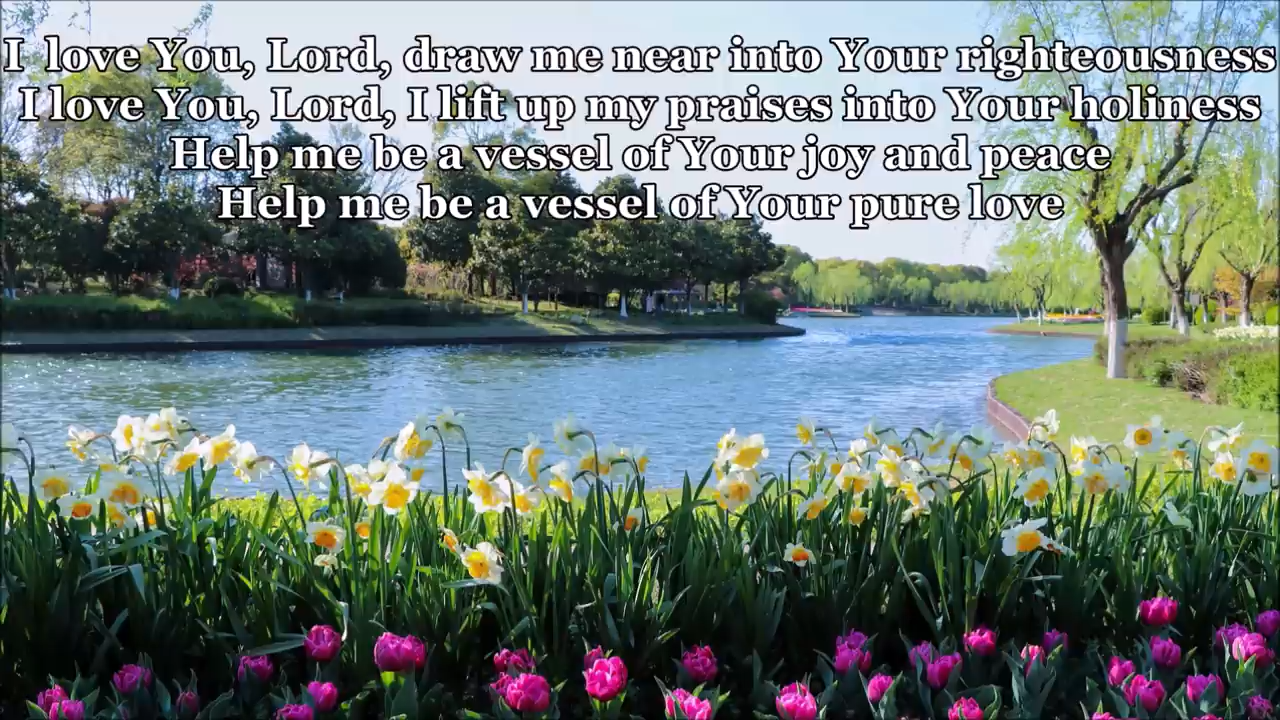 I love You, Lord, draw me near into Your righteousness
I love You, Lord, I lift up my praises into Your holiness
Help me be a vessel of Your joy and peace
Help me be a vessel of Your pure love